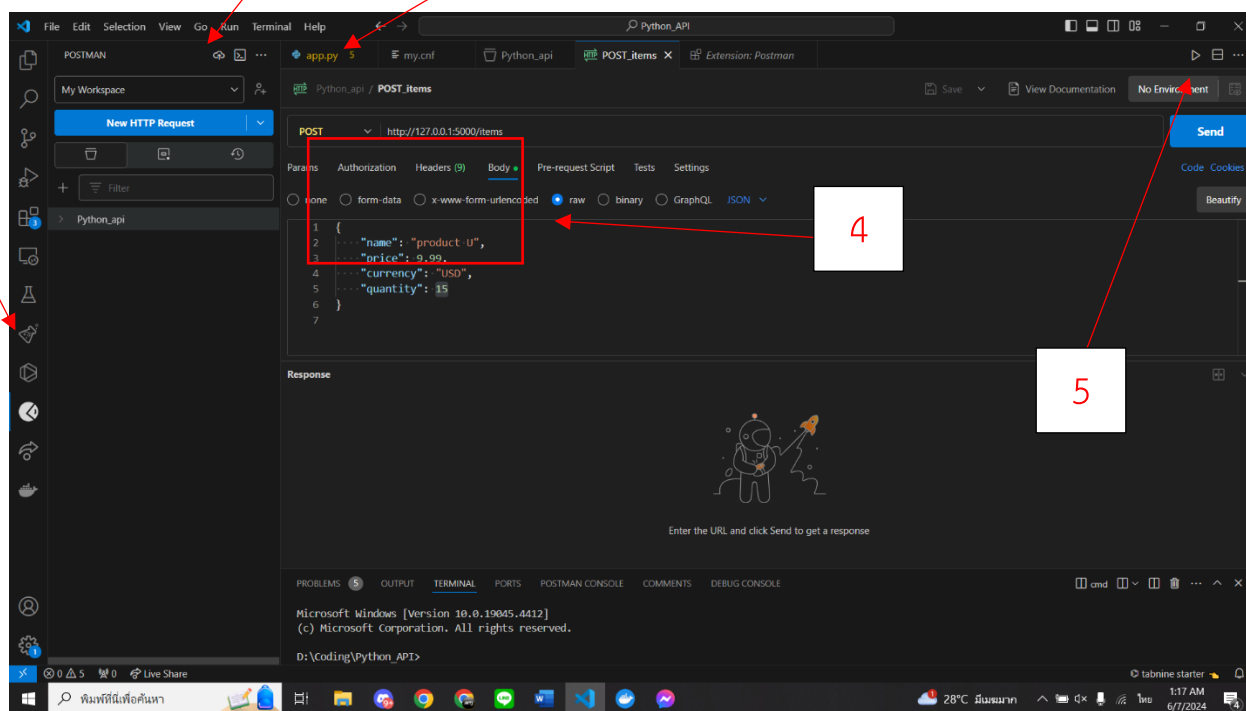 File Edit Selection View Go Run Terminal Help
Python_API
POSTMAN
app.py 5
my.cnf
Python_api
POST_items
Extension: Postman
My Workspace
Python_api / POST_items
Save
View Documentation
No Environment
New HTTP Request
POST
http://127.0.0.1:5000/items
Send
Params Authorization Headers (9) Body Pre-request Script Tests Settings
Code Cookies
Filter
none form-data x-www-form-urlencoded raw binary GraphQL JSON
Beautify
Python_api
1 {
2 ····"name":·"product·U",
3 ····"price":·9.99,
4 ····"currency":·"USD",
5 ····"quantity":·15
6 }
7
4
3
Response
5
Enter the URL and click Send to get a response
PROBLEMS 5 OUTPUT TERMINAL PORTS POSTMAN CONSOLE COMMENTS DEBUG CONSOLE
cmd
Microsoft Windows [Version 10.0.19045.4412]
(c) Microsoft Corporation. All rights reserved.
D:\Coding\Python_API>
1
0 5 0 Live Share
tabnine starter
พิมพ์ที่นี่เพื่อค้นหา
28°C มีเมฆมาก
ไทย
1:17 AM
6/7/2024
4